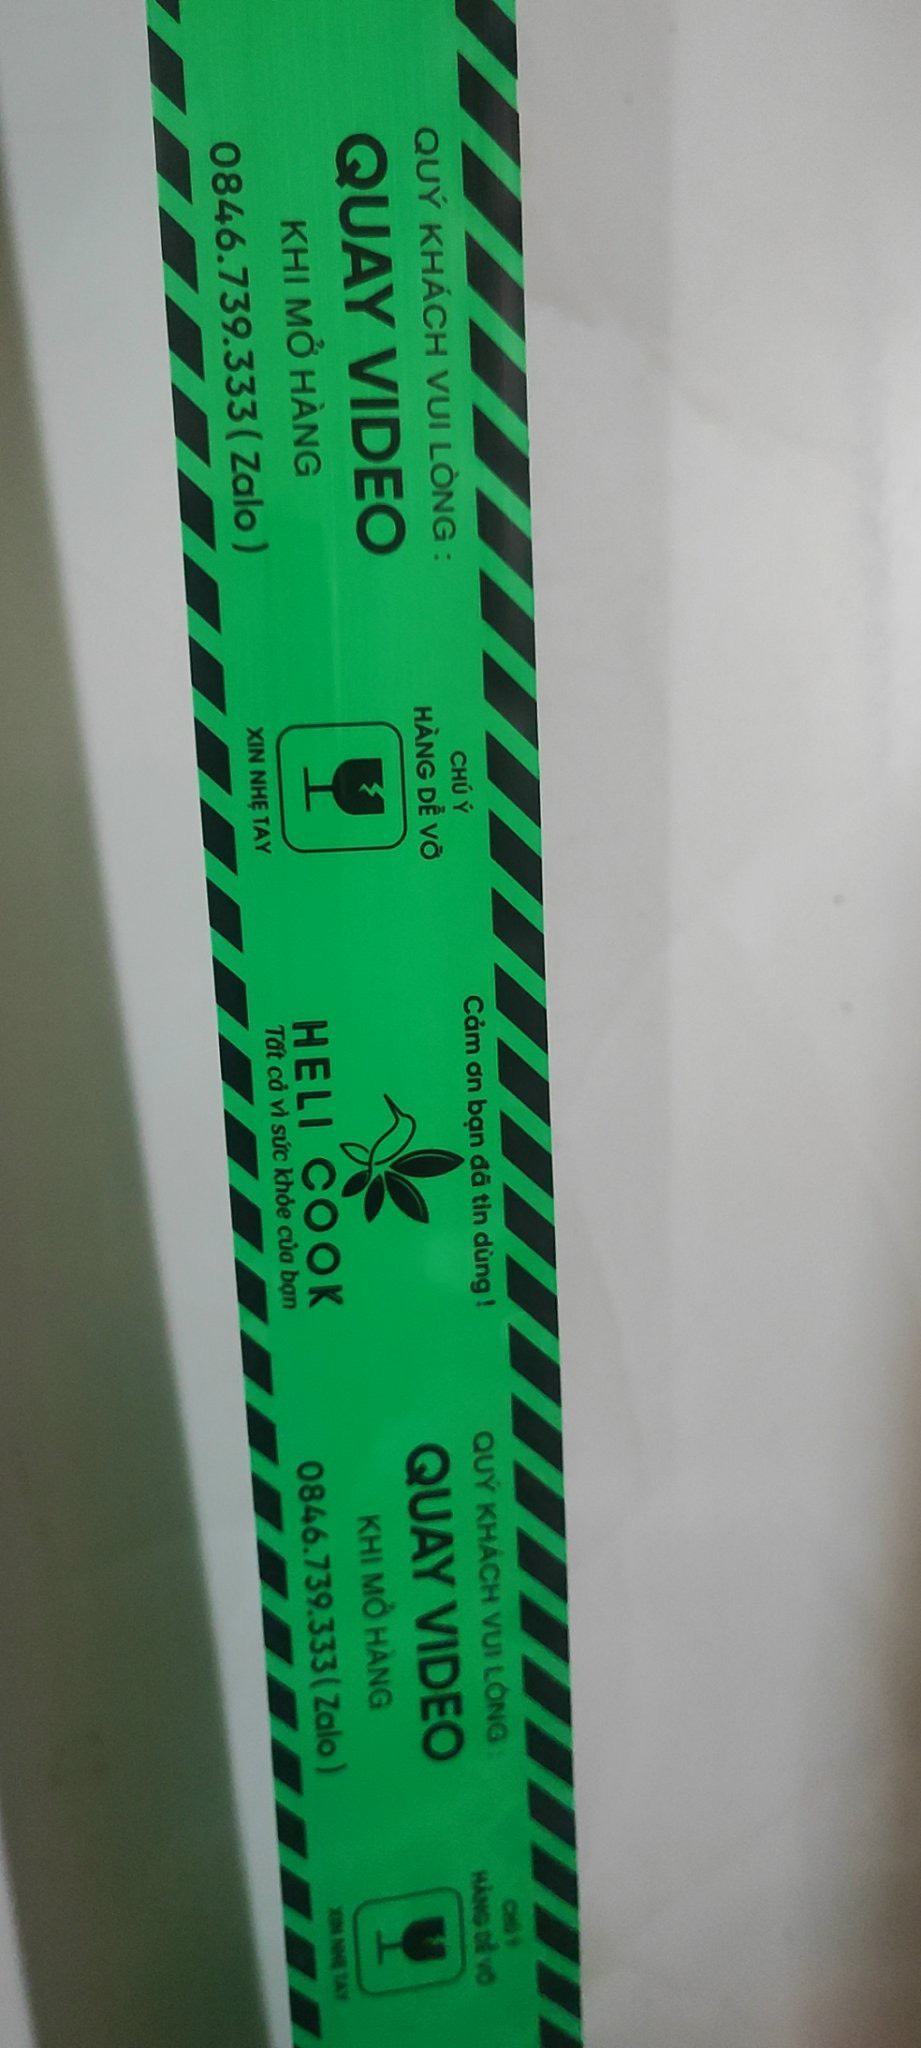 QUÝ KHÁCH VUI LÒNG :
QUAY VIDEO
KHI MỞ HÀNG
0846.739.333 ( Zalo )
CHÚ Ý
HÀNG DỄ VỠ
XIN NHẸ TAY
Cảm ơn bạn đã tin dùng !
HELI COOK
Tất cả vì sức khỏe của bạn
QUÝ KHÁCH VUI LÒNG :
QUAY VIDEO
KHI MỞ HÀNG
0846.739.333 ( Zalo )
CHÚ Ý
HÀNG DỄ VỠ
XIN NHẸ TAY